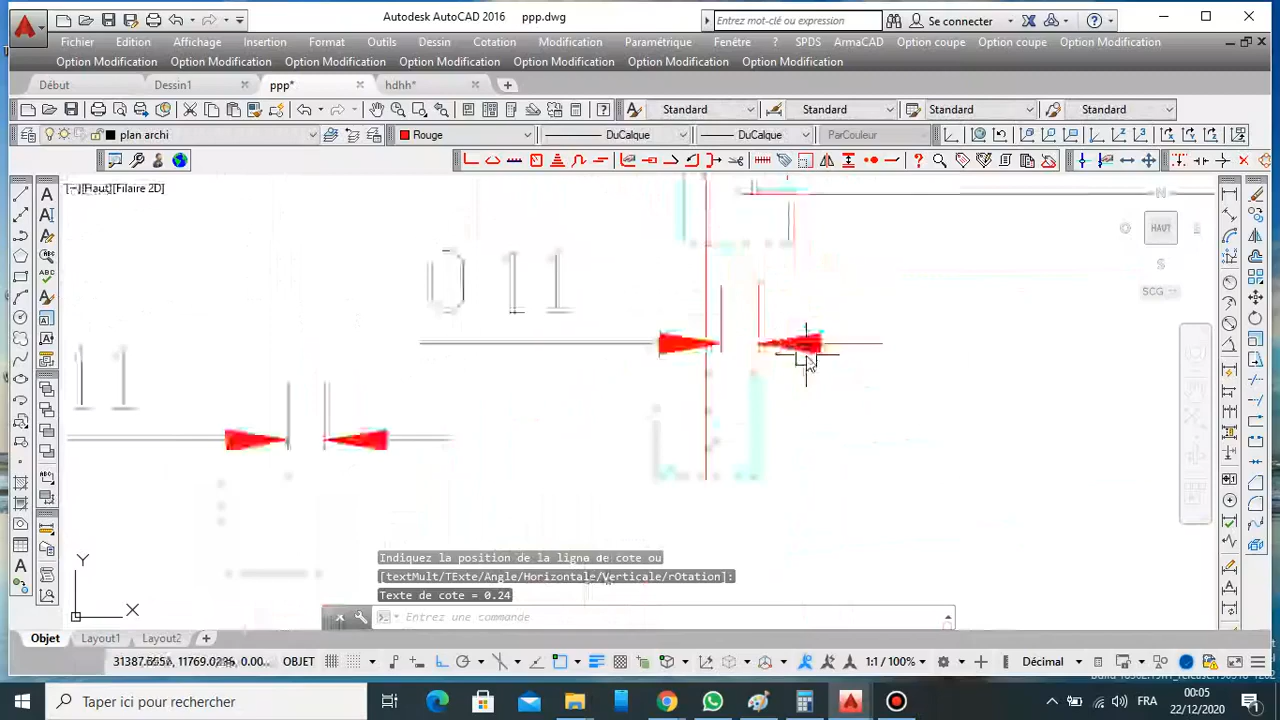 Autodesk AutoCAD 2016 ppp.dwg
Entrez mot-clé ou expression
Se connecter
Fichier Edition Affichage Insertion Format Outils Dessin Cotation Modification Paramétrique Fenêtre ? SPDS ArmaCAD Option coupe Option coupe Option Modification
Option Modification Option Modification Option Modification Option Modification Option Modification Option Modification Option Modification
Début Dessin1 ppp* hdhh*
Standard Standard Standard Standard
plan archi Rouge DuCalque DuCalque ParCouleur
[Haut][Filaire 2D]
N
HAUT
S
SCG
D 11
11
Y
X
Indiquez la position de la ligne de cote ou
[textMult/TExte/Angle/Horizontale/Verticale/rOtation]:
Texte de cote = 0.24
Entrez une commande
Objet Layout1 Layout2 +
OBJET 1:1 / 100% Décimal
Taper ici pour rechercher
FRA
00:05
22/12/2020